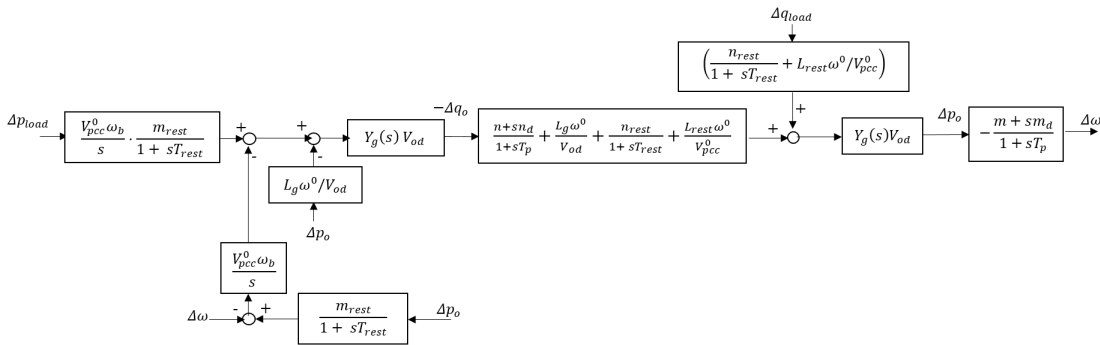 Δq_load
(n_rest/(1 + sT_rest) + L_rest ω^0/V_pcc^0)
Δp_load
V_pcc^0 ω_b/s · m_rest/(1 + sT_rest)
+
-
+
-
Y_g(s) V_od
−Δq_o
(n+sn_d)/(1+sT_p) + L_g ω^0/V_od + n_rest/(1+sT_rest) + L_rest ω^0/V_pcc^0
+
+
Y_g(s)V_od
Δp_o
−(m + sm_d)/(1 + sT_p)
Δω
L_g ω^0/V_od
Δp_o
V_pcc^0 ω_b/s
Δω
-
+
m_rest/(1 + sT_rest)
Δp_o